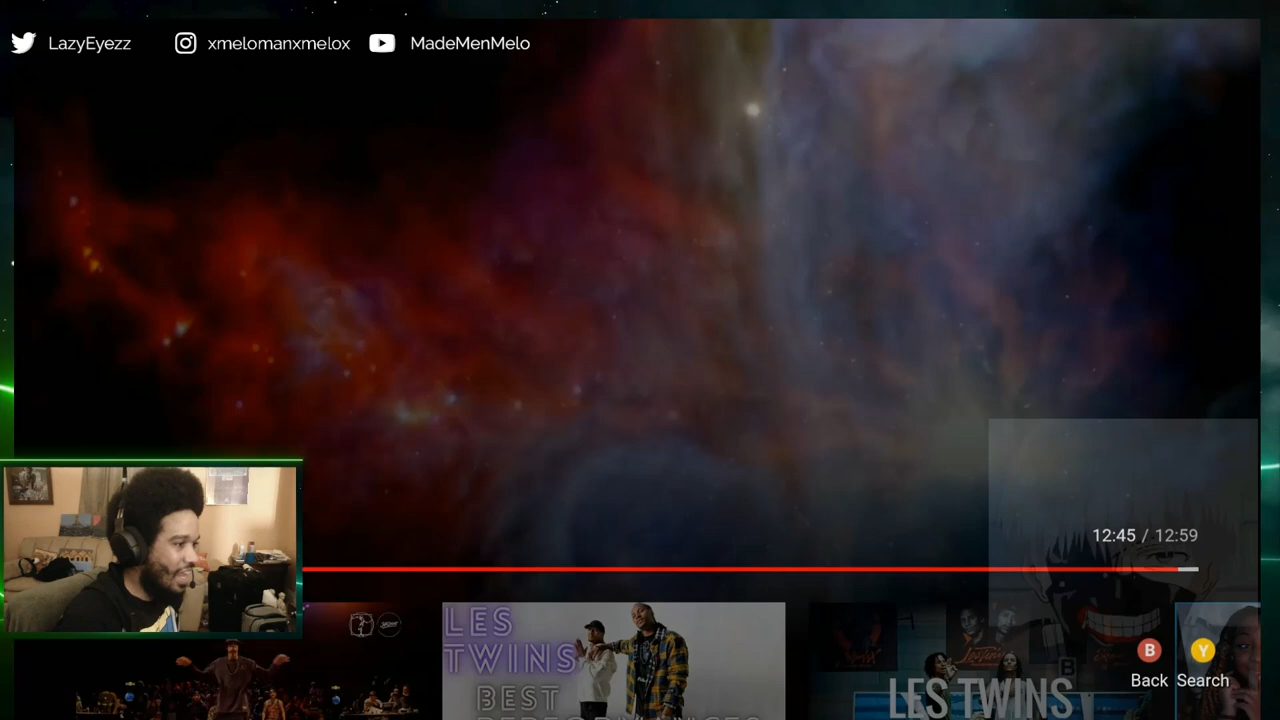 LazyEyezz xmelomanxmelox MadeMenMelo
12:45 / 12:59
LES
TWINS
BEST
LES TWINS
B
Y
Back Search